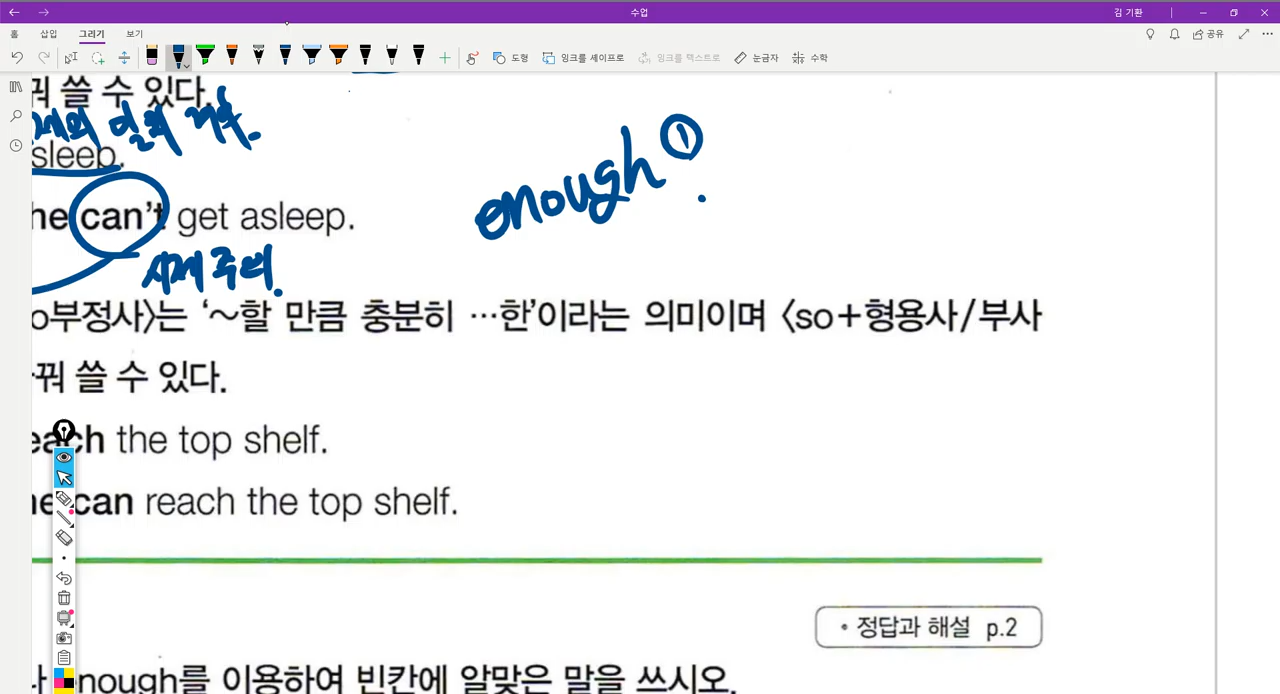 수업
김 기환
홈 삽입 그리기 보기
공유
도형 잉크를 셰이프로 잉크를 텍스트로 눈금자 수학
꿔 쓸 수 있다.
sleep.
enough ①
he can't get asleep.
시제 주의.
o부정사〉는 '～할 만큼 충분히 …한'이라는 의미이며 〈so+형용사/부사
꿔 쓸 수 있다.
each the top shelf.
he can reach the top shelf.
• 정답과 해설 p.2
나 enough를 이용하여 빈칸에 알맞은 말을 쓰시오.